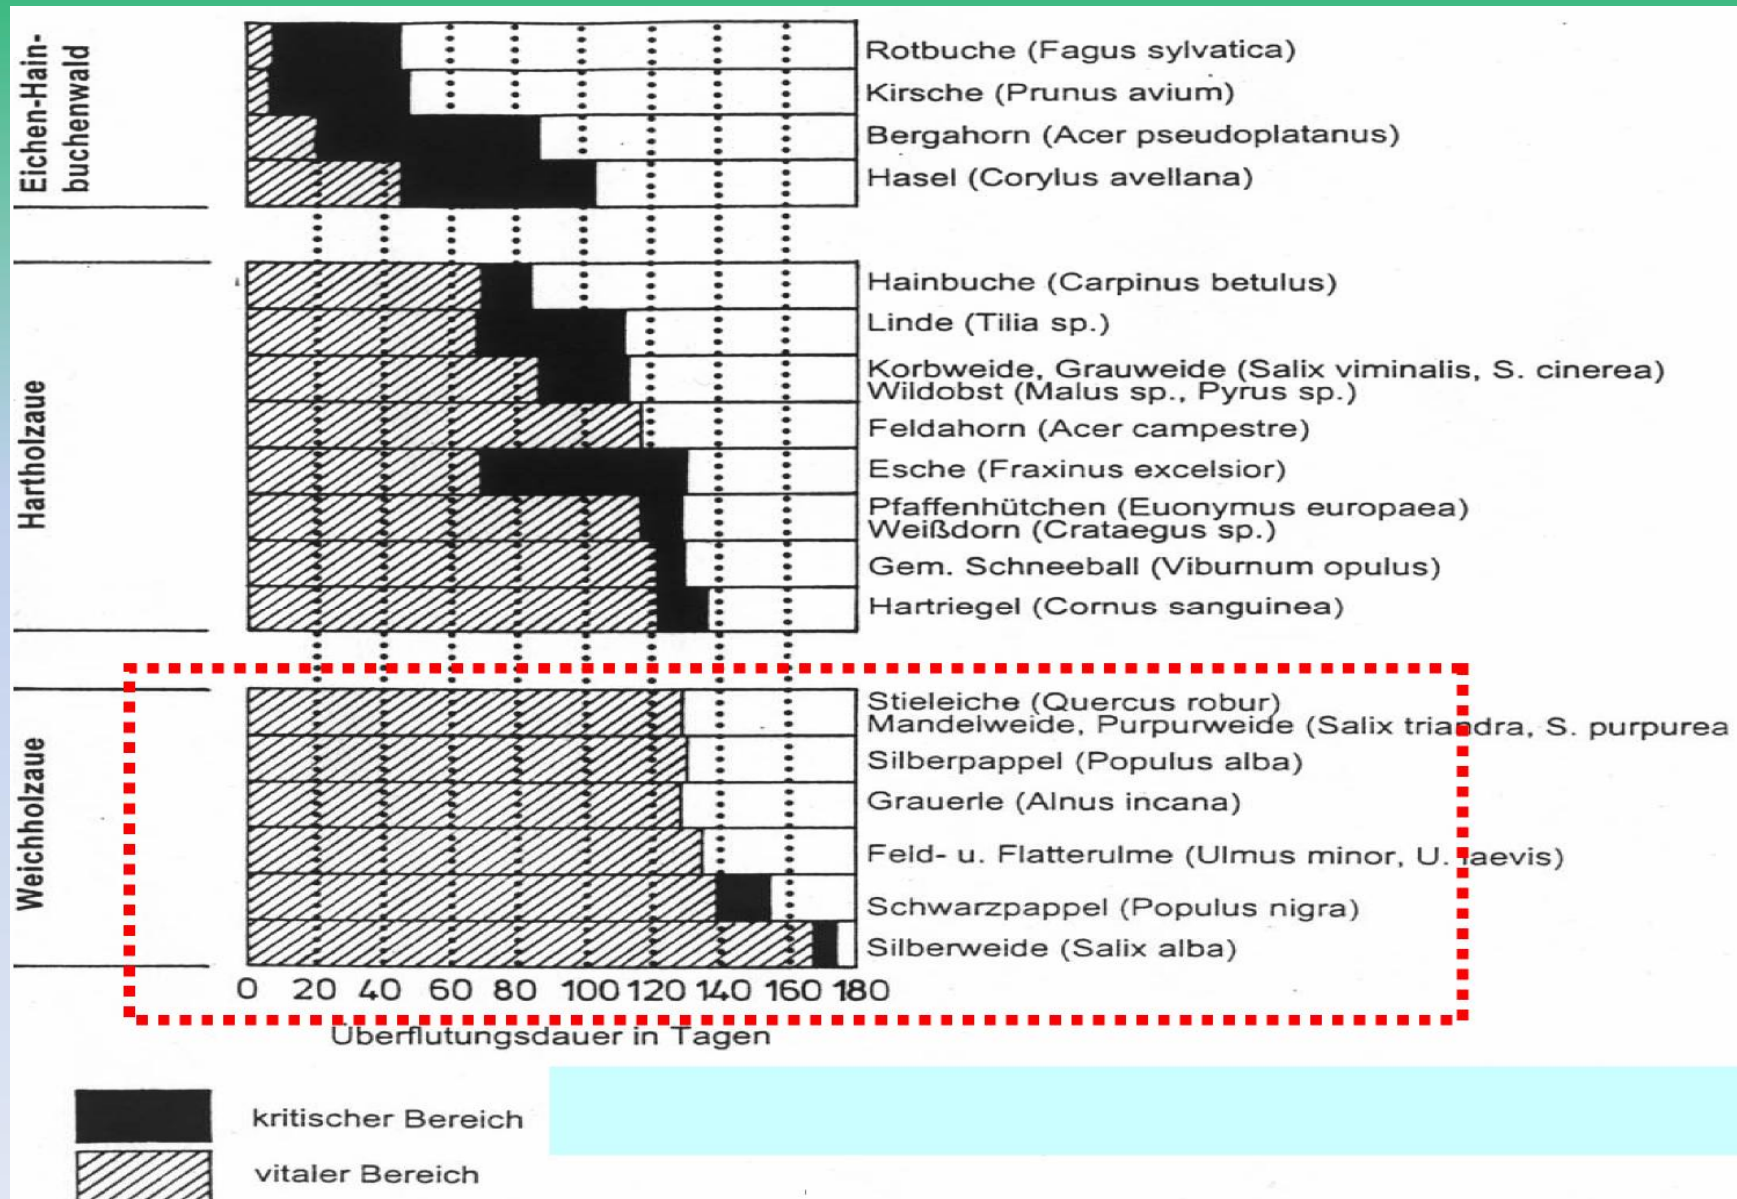 Eichen-Hain-
buchenwald
Rotbuche (Fagus sylvatica)
Kirsche (Prunus avium)
Bergahorn (Acer pseudoplatanus)
Hasel (Corylus avellana)
Hartholzaue
Hainbuche (Carpinus betulus)
Linde (Tilia sp.)
Korbweide, Grauweide (Salix viminalis, S. cinerea)
Wildobst (Malus sp., Pyrus sp.)
Feldahorn (Acer campestre)
Esche (Fraxinus excelsior)
Pfaffenhütchen (Euonymus europaea)
Weißdorn (Crataegus sp.)
Gem. Schneeball (Viburnum opulus)
Hartriegel (Cornus sanguinea)
Weichholzaue
Stieleiche (Quercus robur)
Mandelweide, Purpurweide (Salix triandra, S. purpurea
Silberpappel (Populus alba)
Grauerle (Alnus incana)
Feld- u. Flatterulme (Ulmus minor, U. laevis)
Schwarzpappel (Populus nigra)
Silberweide (Salix alba)
0 20 40 60 80 100 120 140 160 180
Überflutungsdauer in Tagen
kritischer Bereich
vitaler Bereich